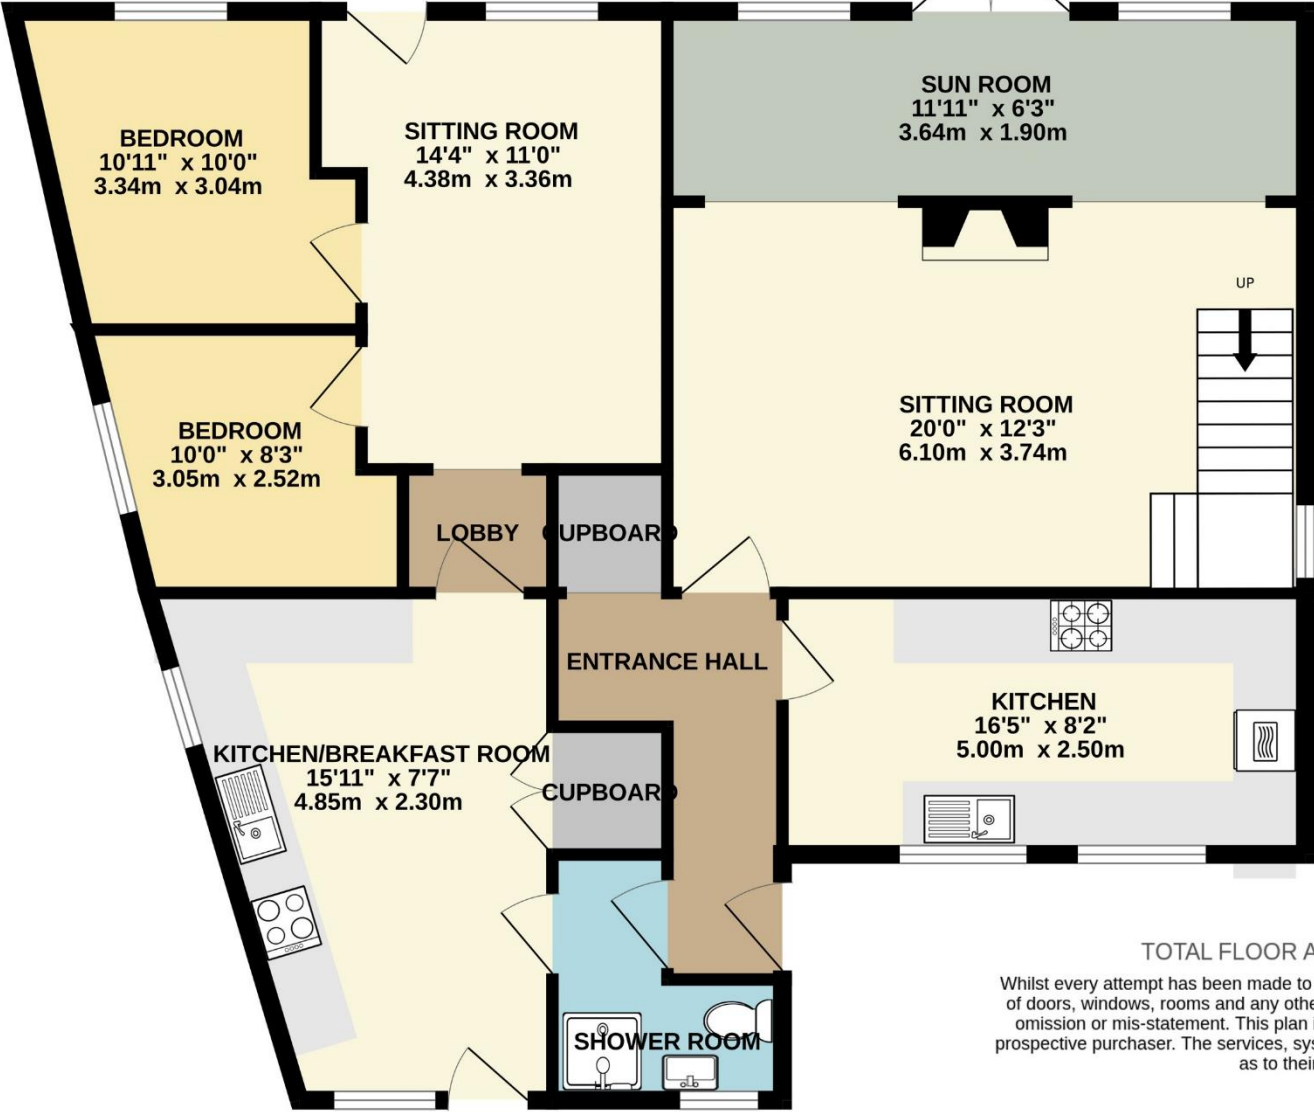 SUN ROOM
11'11" x 6'3"
3.64m x 1.90m
BEDROOM
10'11" x 10'0"
3.34m x 3.04m
SITTING ROOM
14'4" x 11'0"
4.38m x 3.36m
UP
SITTING ROOM
20'0" x 12'3"
6.10m x 3.74m
BEDROOM
10'0" x 8'3"
3.05m x 2.52m
LOBBY
CUPBOARD
ENTRANCE HALL
KITCHEN
16'5" x 8'2"
5.00m x 2.50m
KITCHEN/BREAKFAST ROOM
15'11" x 7'7"
4.85m x 2.30m
CUPBOARD
SHOWER ROOM
TOTAL FLOOR
Whilst every attempt has been made to
of doors, windows, rooms and any
omission or mis-statement. This plan
prospective purchaser. The services,
as to